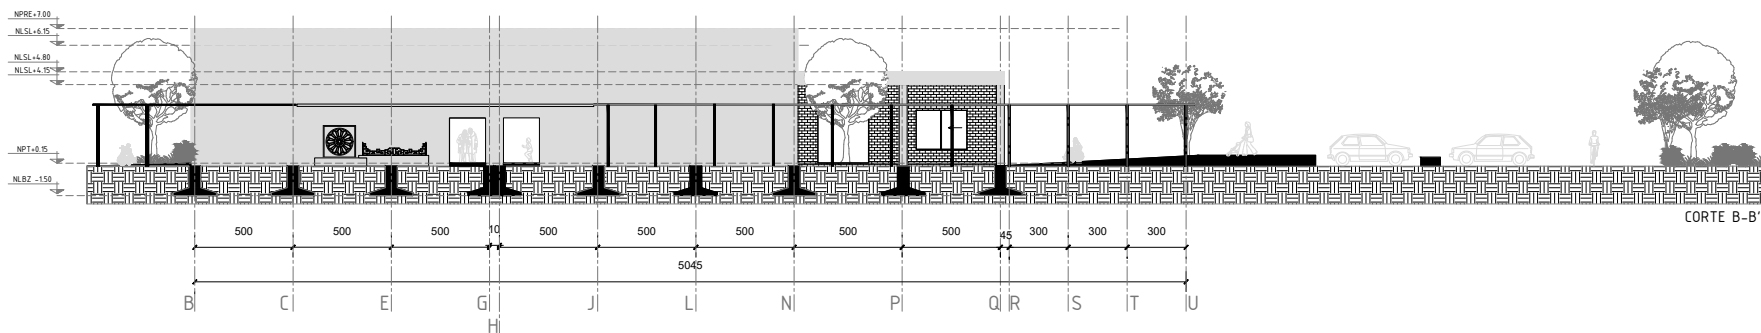 NPRE+7.00
NLSL+6.15
NLSL+4.80
NLSL+4.15
NPT+0.15
NLBZ -1.50
CORTE B-B'
500 500 500 10 500 500 500 500 500 45 300 300 300
5045
B C E G J L N P Q R S T U
H